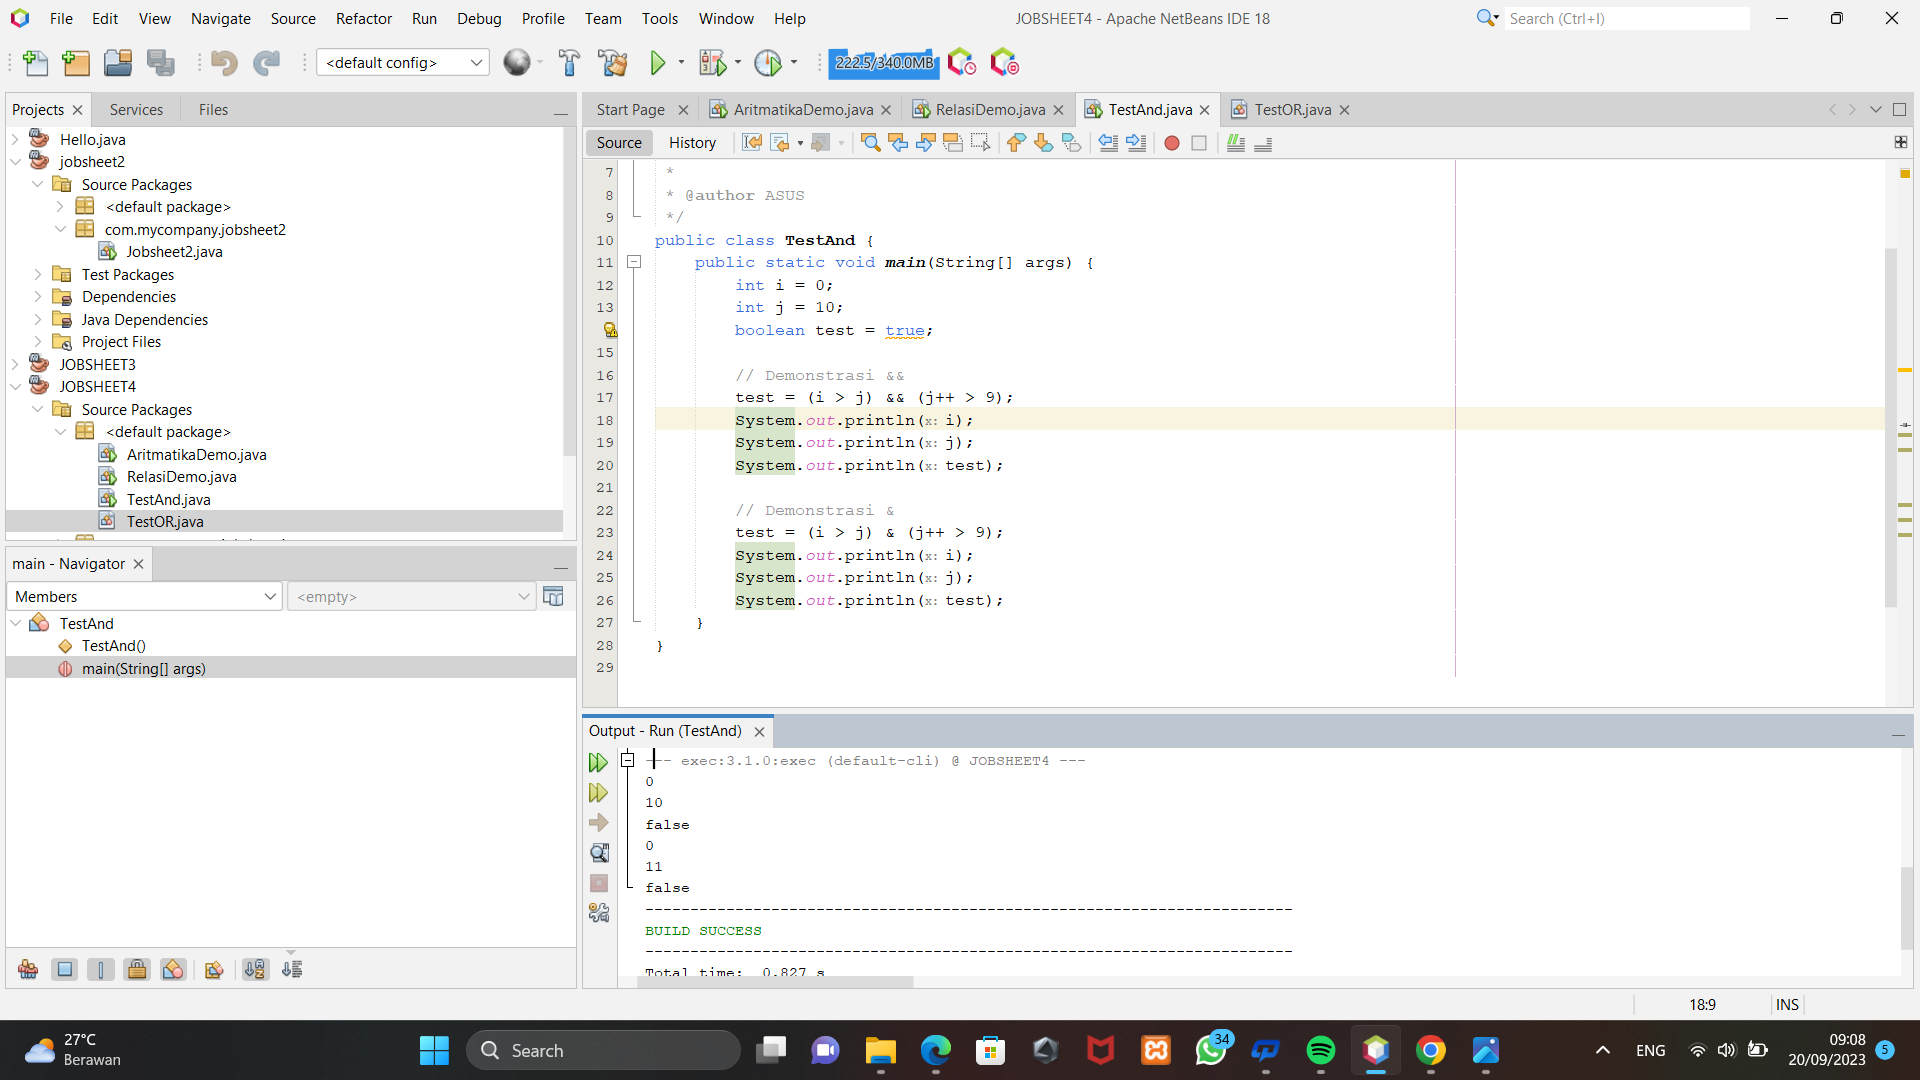 File Edit View Navigate Source Refactor Run Debug Profile Team Tools Window Help
JOBSHEET4 - Apache NetBeans IDE 18
Search (Ctrl+I)
<default config>
222.5/340.0MB
Projects Services Files
Hello.java
jobsheet2
Source Packages
<default package>
com.mycompany.jobsheet2
Jobsheet2.java
Test Packages
Dependencies
Java Dependencies
Project Files
JOBSHEET3
JOBSHEET4
Source Packages
<default package>
AritmatikaDemo.java
RelasiDemo.java
TestAnd.java
TestOR.java
main - Navigator
Members <empty>
TestAnd
TestAnd()
main(String[] args)
Start Page AritmatikaDemo.java RelasiDemo.java TestAnd.java TestOR.java
Source History
7 *
8 * @author ASUS
9 */
10 public class TestAnd {
11 public static void main(String[] args) {
12 int i = 0;
13 int j = 10;
boolean test = true;
15
16 // Demonstrasi &&
17 test = (i > j) && (j++ > 9);
18 System.out.println(x: i);
19 System.out.println(x: j);
20 System.out.println(x: test);
21
22 // Demonstrasi &
23 test = (i > j) & (j++ > 9);
24 System.out.println(x: i);
25 System.out.println(x: j);
26 System.out.println(x: test);
27 }
28 }
29
Output - Run (TestAnd)
--- exec:3.1.0:exec (default-cli) @ JOBSHEET4 ---
0
10
false
0
11
false
------------------------------------------------------------------------
BUILD SUCCESS
------------------------------------------------------------------------
Total time: 0.827 s
18:9 INS
27°C
Berawan
Search
34
ENG
09:08
20/09/2023
5